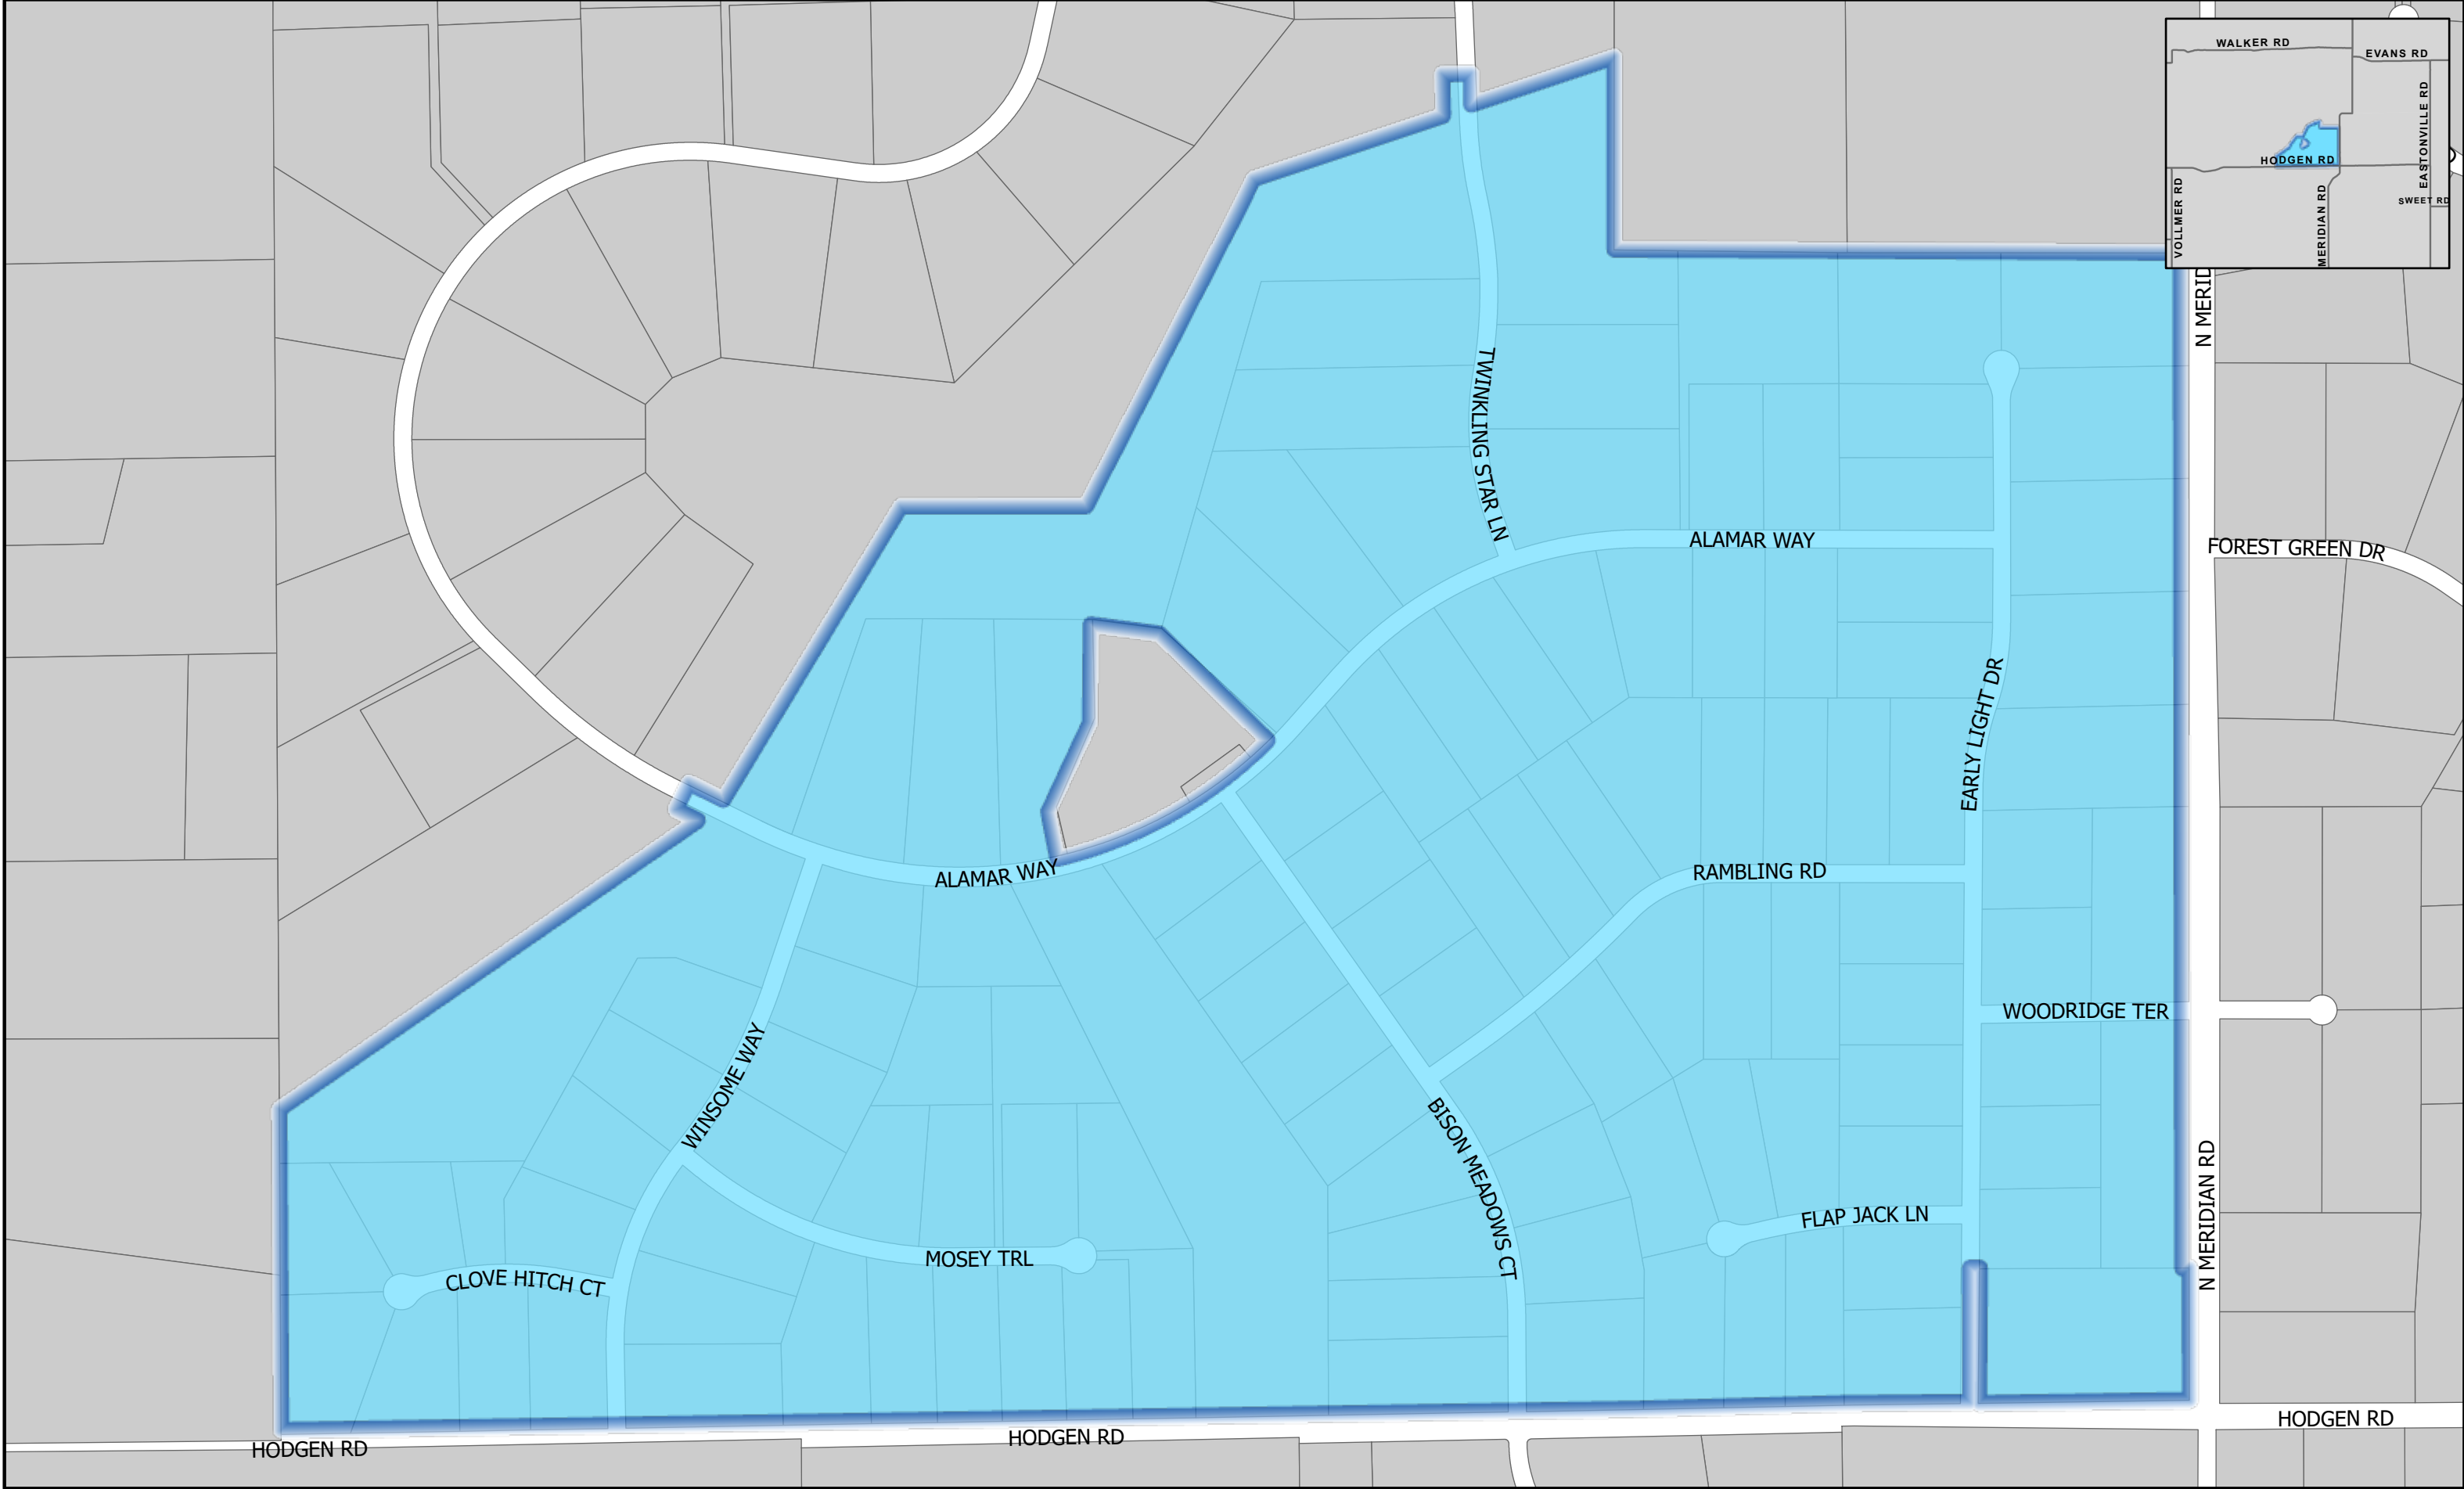 WALKER RD
EVANS RD
EASTONVILLE RD
HODGEN RD
VOLLMER RD
MERIDIAN RD
SWEET RD
N MERID
TWINKLING STAR LN
ALAMAR WAY
FOREST GREEN DR
EARLY LIGHT DR
ALAMAR WAY
RAMBLING RD
WOODRIDGE TER
WINSOME WAY
BISON MEADOWS CT
N MERIDIAN RD
FLAP JACK LN
MOSEY TRL
CLOVE HITCH CT
HODGEN RD
HODGEN RD
HODGEN RD